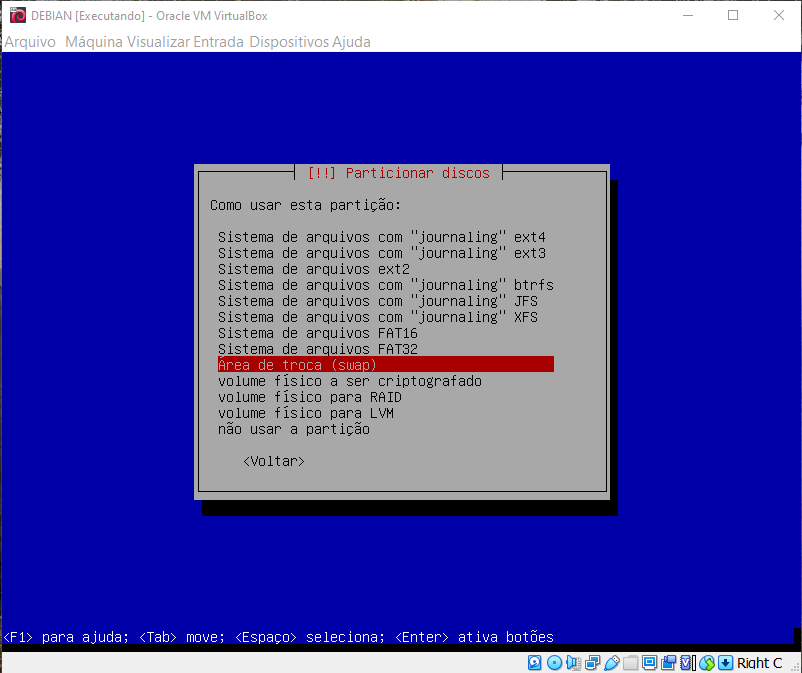 DEBIAN [Executando] - Oracle VM VirtualBox
Arquivo Máquina Visualizar Entrada Dispositivos Ajuda
[!!] Particionar discos
Como usar esta partição:
Sistema de arquivos com "journaling" ext4
Sistema de arquivos com "journaling" ext3
Sistema de arquivos ext2
Sistema de arquivos com "journaling" btrfs
Sistema de arquivos com "journaling" JFS
Sistema de arquivos com "journaling" XFS
Sistema de arquivos FAT16
Sistema de arquivos FAT32
Área de troca (swap)
volume físico a ser criptografado
volume físico para RAID
volume físico para LVM
não usar a partição
<Voltar>
<F1> para ajuda; <Tab> move; <Espaço> seleciona; <Enter> ativa botões
Right C